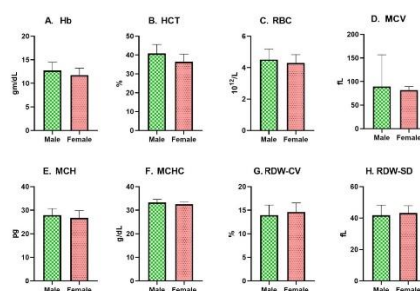 A. Hb
gm/dL
20
15
10
5
0
Male Female
B. HCT
%
60
40
20
0
Male Female
C. RBC
10^12/L
6
4
2
0
Male Female
D. MCV
fL
200
150
100
50
0
Male Female
E. MCH
pg
40
30
20
10
0
Male Female
F. MCHC
g/dL
40
30
20
10
0
Male Female
G. RDW-CV
%
20
15
10
5
0
Male Female
H. RDW-SD
fL
60
40
20
0
Male Female